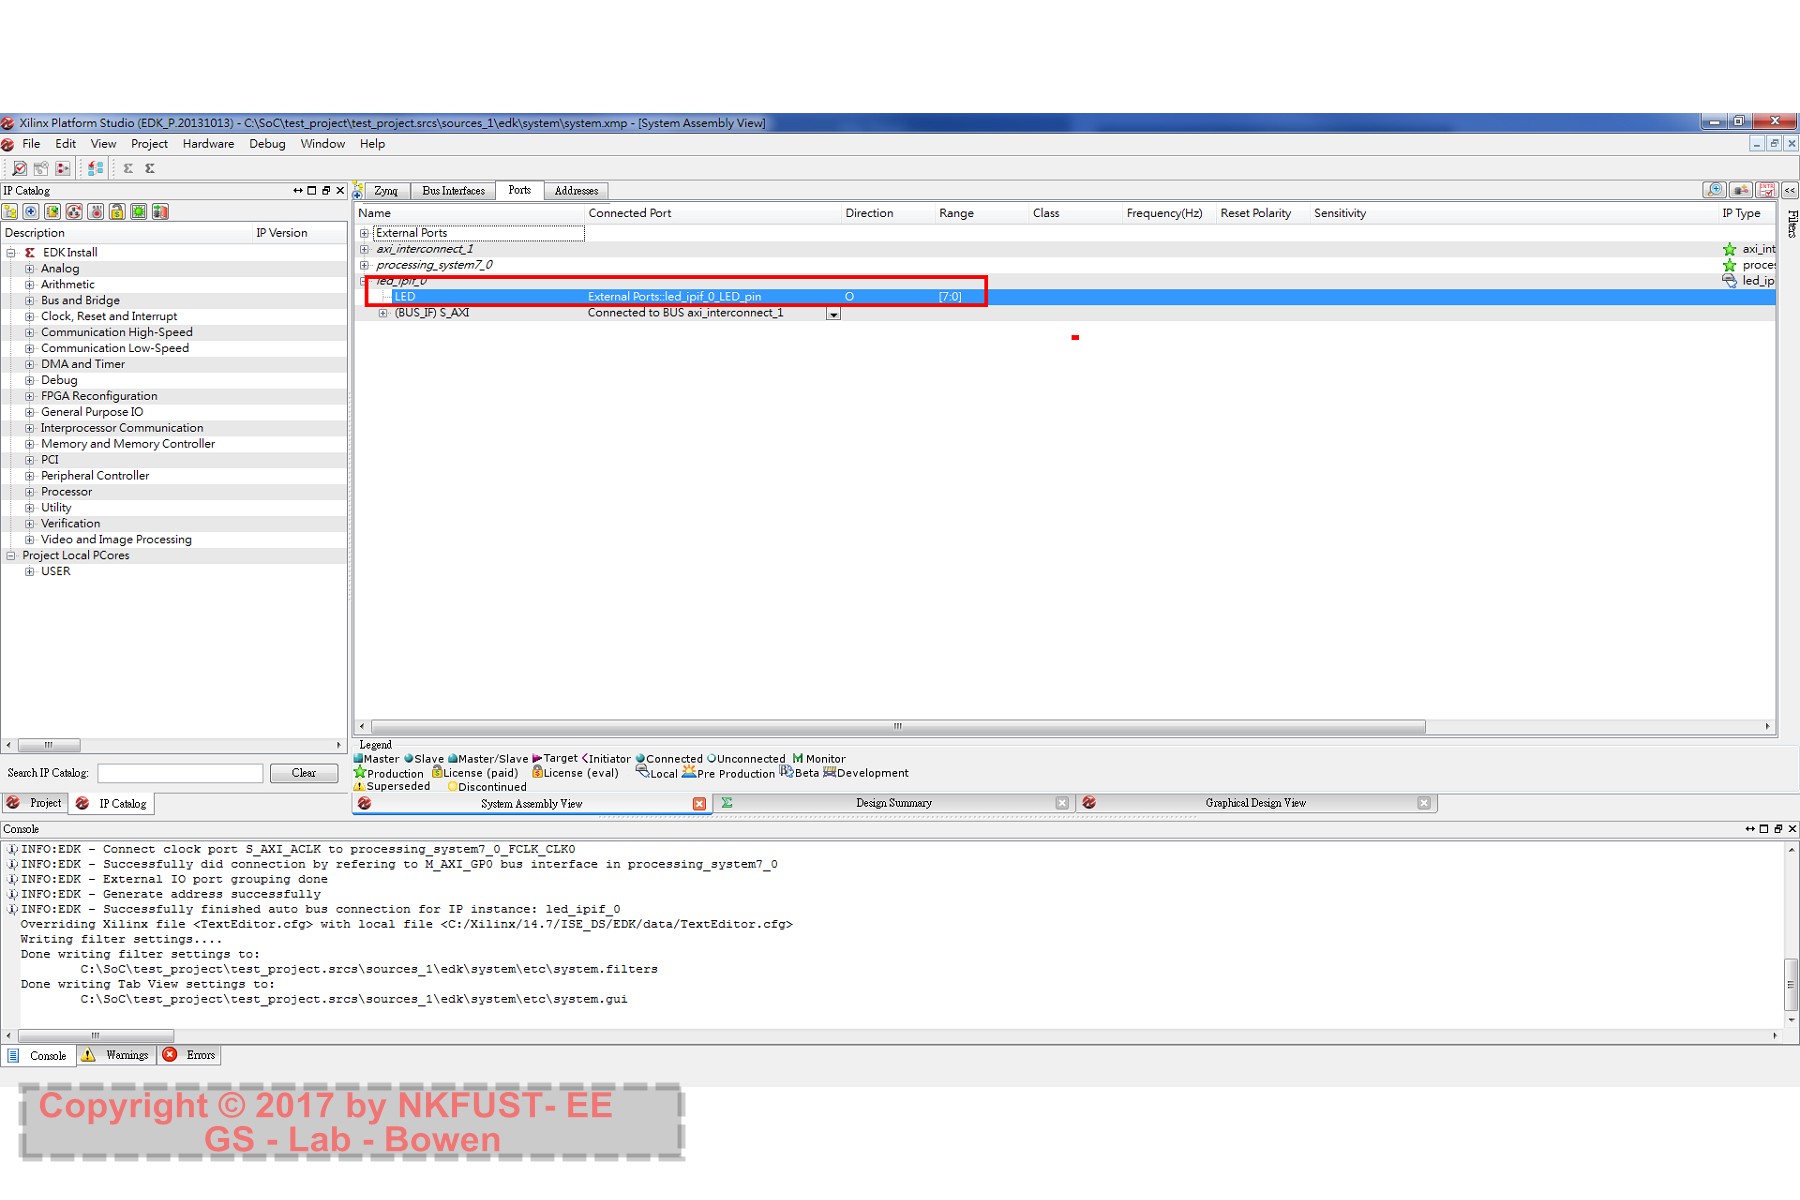 Xilinx Platform Studio (EDK_P.20131013) - C:\SoC\test_project\test_project.srcs\sources_1\edk\system\system.xmp - [System Assembly View]
File Edit View Project Hardware Debug Window Help
IP Catalog
Zynq Bus Interfaces Ports Addresses
Description IP Version
Name Connected Port Direction Range Class Frequency(Hz) Reset Polarity Sensitivity IP Type
Filters
EDK Install
Analog
Arithmetic
Bus and Bridge
Clock, Reset and Interrupt
Communication High-Speed
Communication Low-Speed
DMA and Timer
Debug
FPGA Reconfiguration
General Purpose IO
Interprocessor Communication
Memory and Memory Controller
PCI
Peripheral Controller
Processor
Utility
Verification
Video and Image Processing
Project Local PCores
USER
External Ports
axi_interconnect_1 axi_int
processing_system7_0 proces
led_ipif_0 led_ip
LED External Ports::led_ipif_0_LED_pin O [7:0]
(BUS_IF) S_AXI Connected to BUS axi_interconnect_1
Search IP Catalog: Clear
Project IP Catalog
Legend
Master Slave Master/Slave Target Initiator Connected Unconnected M Monitor
Production License (paid) License (eval) Local Pre Production Beta Development
Superseded Discontinued
System Assembly View Design Summary Graphical Design View
Console
INFO:EDK - Connect clock port S_AXI_ACLK to processing_system7_0_FCLK_CLK0
INFO:EDK - Successfully did connection by refering to M_AXI_GP0 bus interface in processing_system7_0
INFO:EDK - External IO port grouping done
INFO:EDK - Generate address successfully
INFO:EDK - Successfully finished auto bus connection for IP instance: led_ipif_0
Overriding Xilinx file <TextEditor.cfg> with local file <C:/Xilinx/14.7/ISE_DS/EDK/data/TextEditor.cfg>
Writing filter settings....
Done writing filter settings to:
C:\SoC\test_project\test_project.srcs\sources_1\edk\system\etc\system.filters
Done writing Tab View settings to:
C:\SoC\test_project\test_project.srcs\sources_1\edk\system\etc\system.gui
Console Warnings Errors
Copyright © 2017 by NKFUST- EE
GS - Lab - Bowen